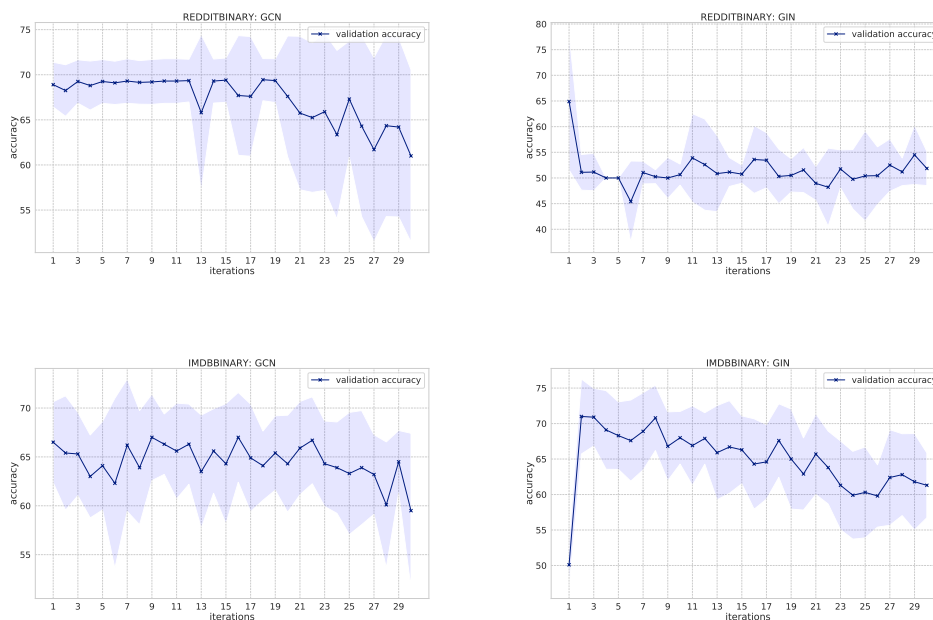 REDDITBINARY: GCN
validation accuracy
75
70
65
60
55
accuracy
1 3 5 7 9 11 13 15 17 19 21 23 25 27 29
iterations
REDDITBINARY: GIN
validation accuracy
80
75
70
65
60
55
50
45
40
accuracy
1 3 5 7 9 11 13 15 17 19 21 23 25 27 29
iterations
IMDBBINARY: GCN
validation accuracy
70
65
60
55
accuracy
1 3 5 7 9 11 13 15 17 19 21 23 25 27 29
iterations
IMDBBINARY: GIN
validation accuracy
75
70
65
60
55
50
accuracy
1 3 5 7 9 11 13 15 17 19 21 23 25 27 29
iterations